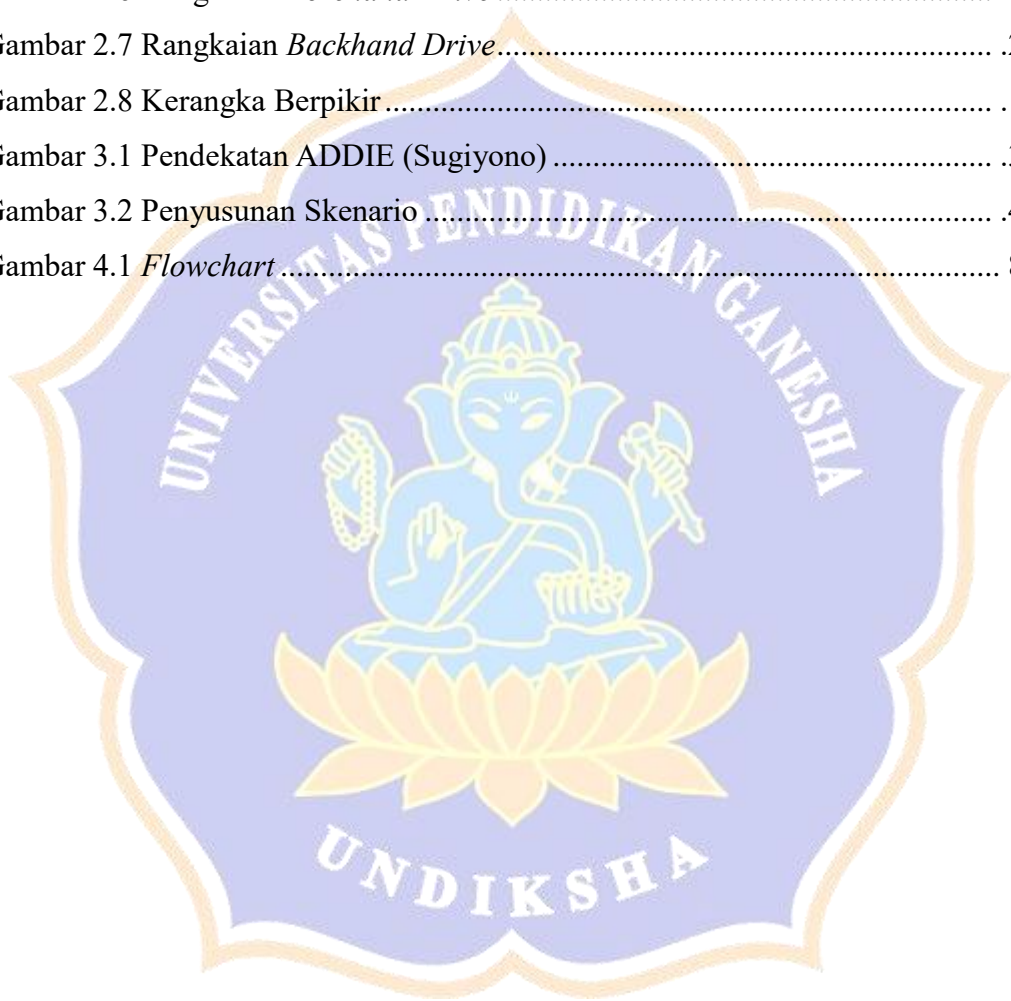 Gambar 2.7 Rangkaian Backhand Drive
Gambar 2.8 Kerangka Berpikir
Gambar 3.1 Pendekatan ADDIE (Sugiyono)
Gambar 3.2 Penyusunan Skenario
Gambar 4.1 Flowchart
UNIVERSITAS PENDIDIKAN GANESHA
UNDIKSHA